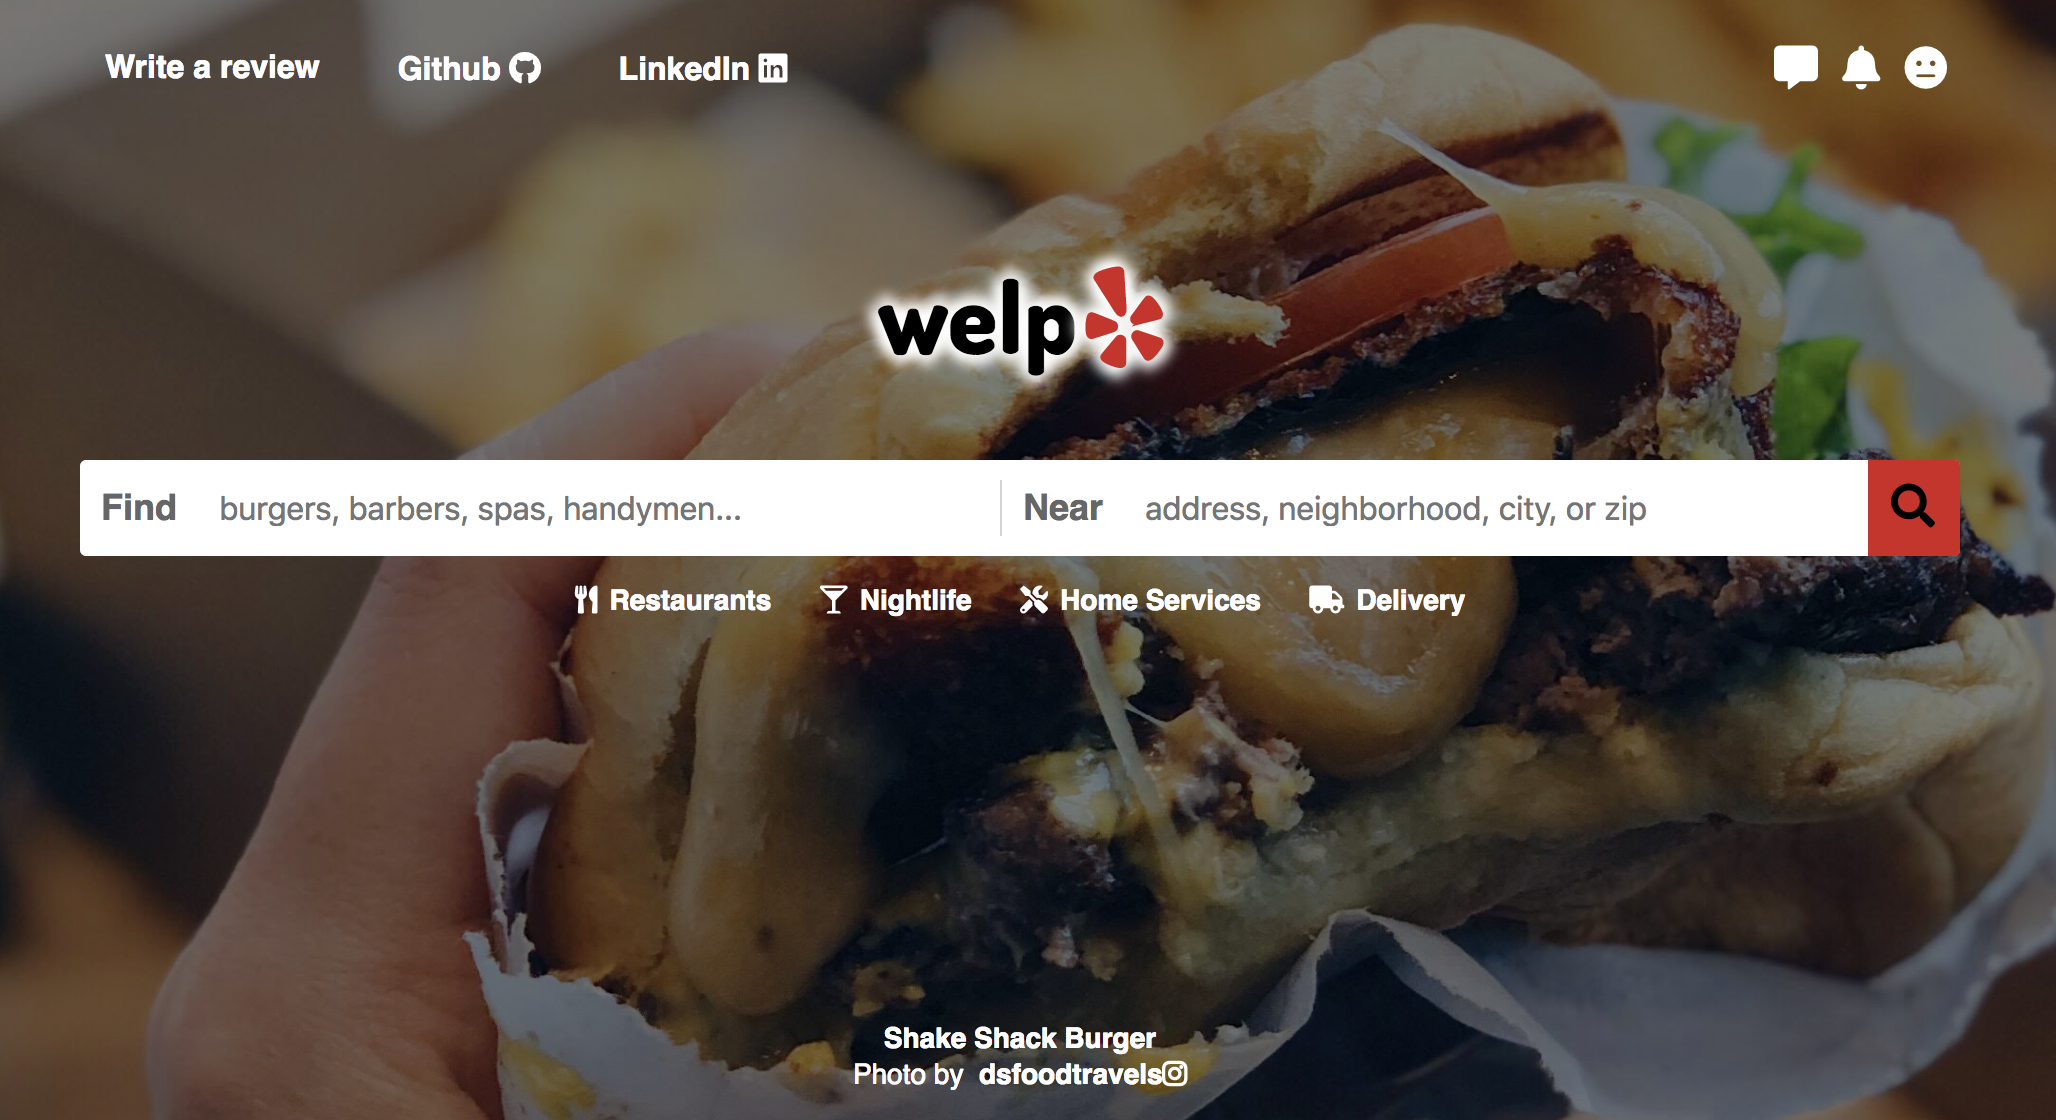 Write a review
Github
LinkedIn
welp
Find burgers, barbers, spas, handymen...
Near address, neighborhood, city, or zip
Restaurants
Nightlife
Home Services
Delivery
Shake Shack Burger
Photo by dsfoodtravels